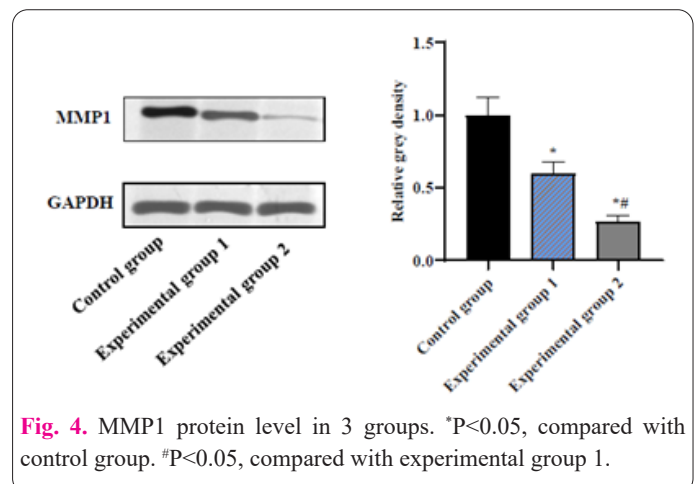 MMP1
GAPDH
Control group
Experimental group 1
Experimental group 2
Relative grey density
1.5
1.0
0.5
0.0
*
*#
Control group
Experimental group 1
Experimental group 2
Fig. 4. MMP1 protein level in 3 groups. *P<0.05, compared with
control group. #P<0.05, compared with experimental group 1.